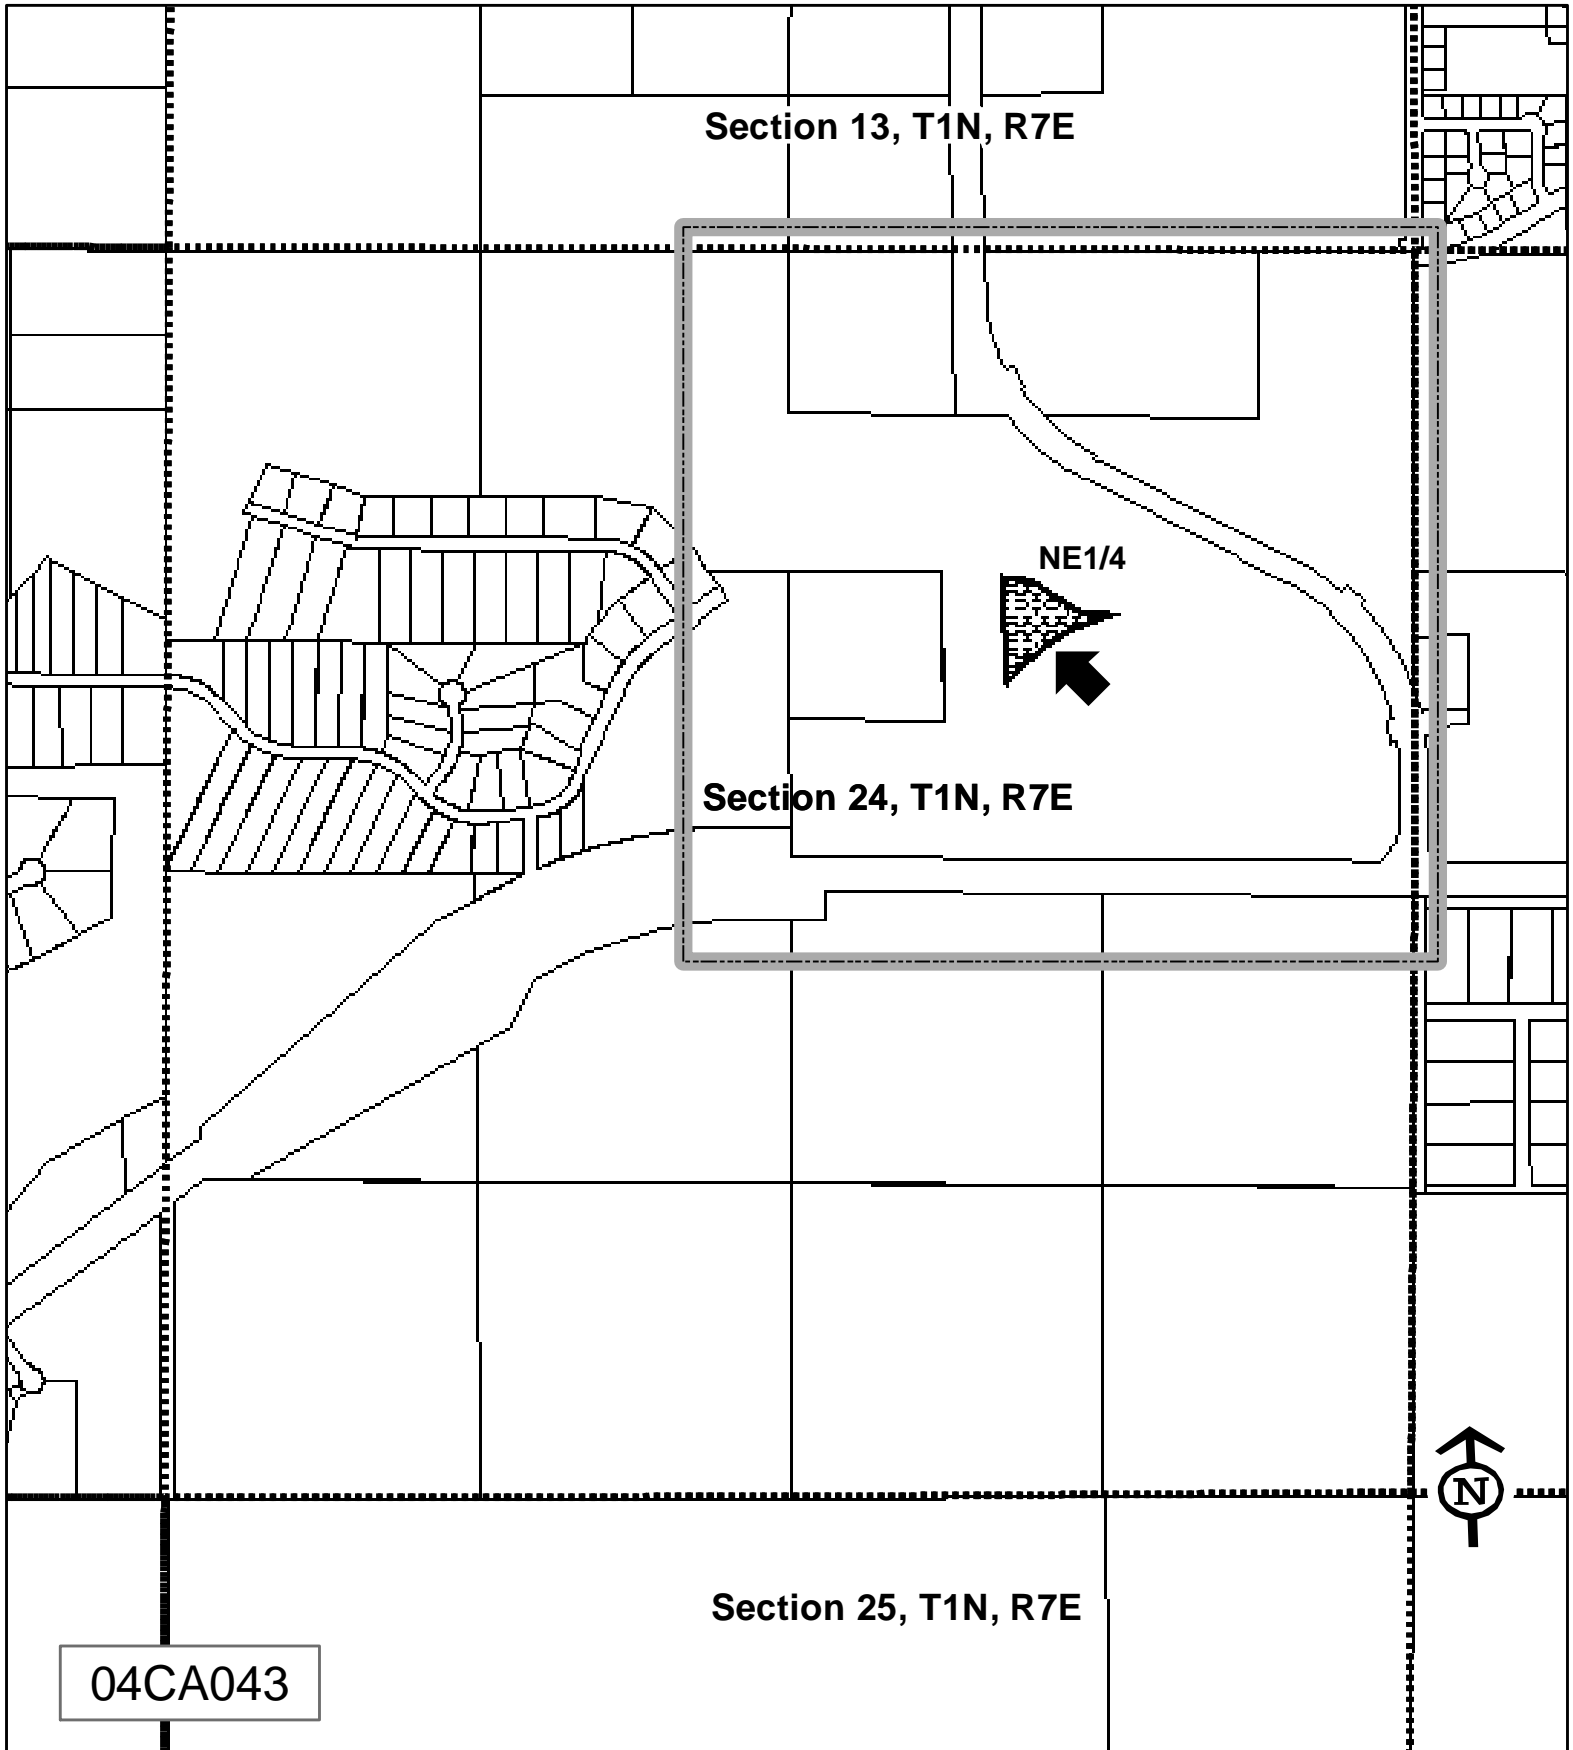 Section 13, T1N, R7E
NE1/4
Section 24, T1N, R7E
N
Section 25, T1N, R7E
04CA043